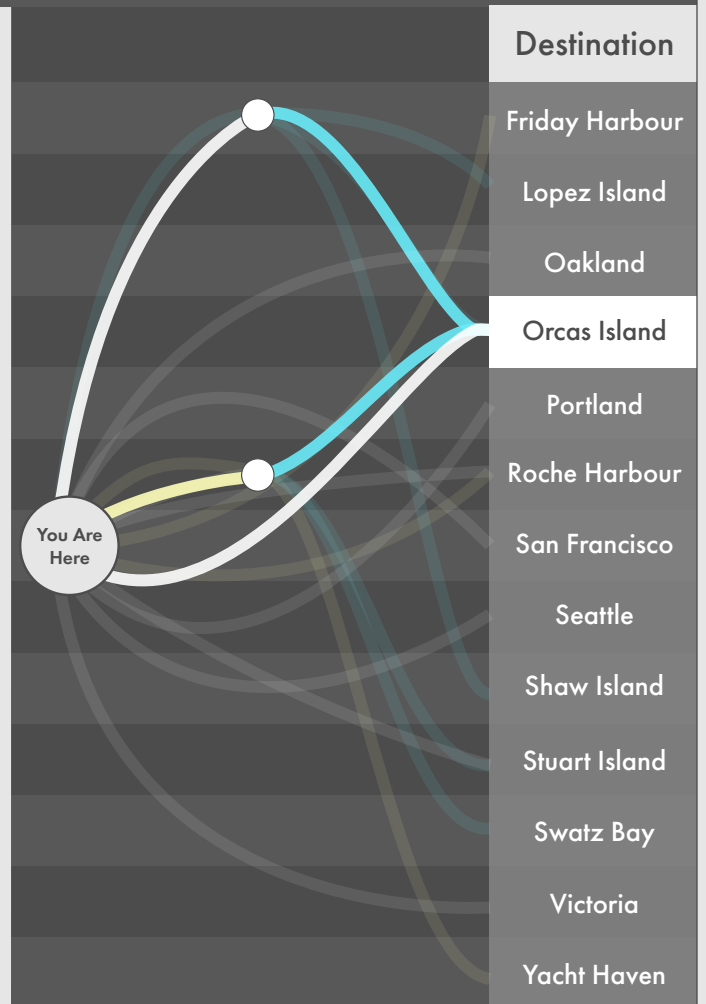 Destination
Friday Harbour
Lopez Island
Oakland
Orcas Island
Portland
Roche Harbour
You Are
Here
San Francisco
Seattle
Shaw Island
Stuart Island
Swatz Bay
Victoria
Yacht Haven